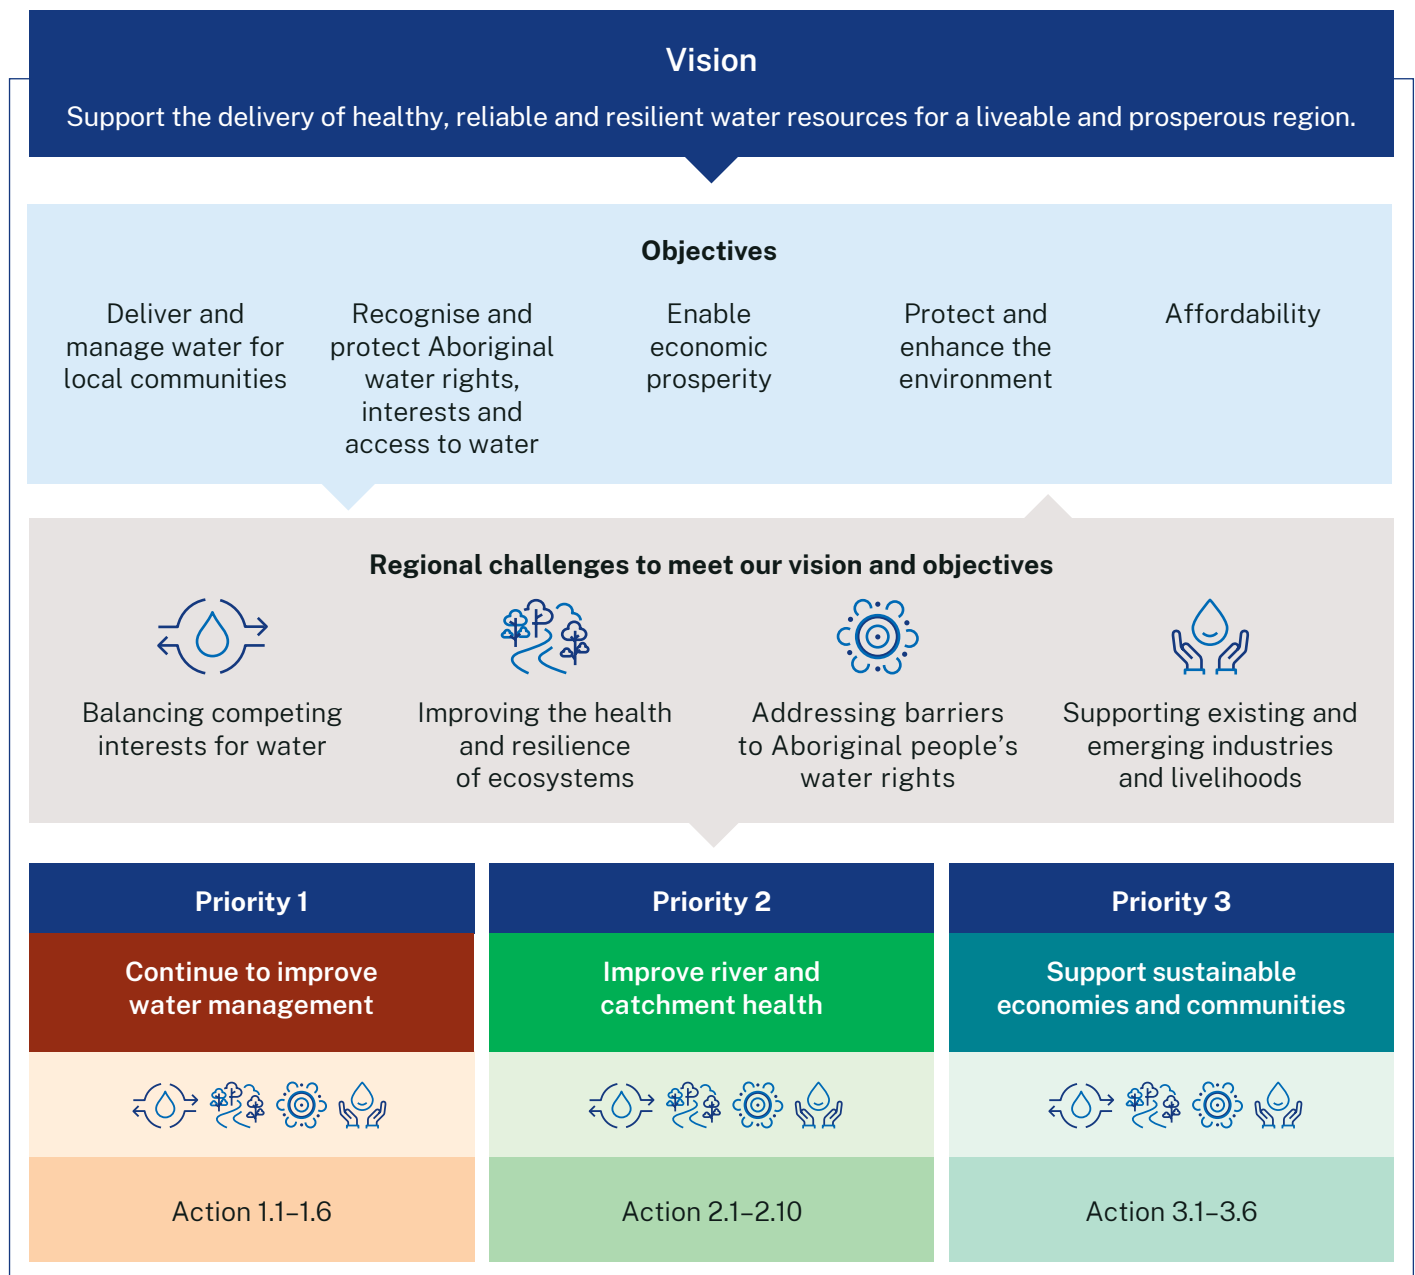 Vision
Support the delivery of healthy, reliable and resilient water resources for a liveable and prosperous region.
Objectives
Deliver and
manage water for
local communities
Recognise and
protect Aboriginal
water rights,
interests and
access to water
Enable
economic
prosperity
Protect and
enhance the
environment
Affordability
Regional challenges to meet our vision and objectives
Balancing competing
interests for water
Improving the health
and resilience
of ecosystems
Addressing barriers
to Aboriginal people’s
water rights
Supporting existing and
emerging industries
and livelihoods
Priority 1
Continue to improve
water management
Action 1.1–1.6
Priority 2
Improve river and
catchment health
Action 2.1–2.10
Priority 3
Support sustainable
economies and communities
Action 3.1–3.6